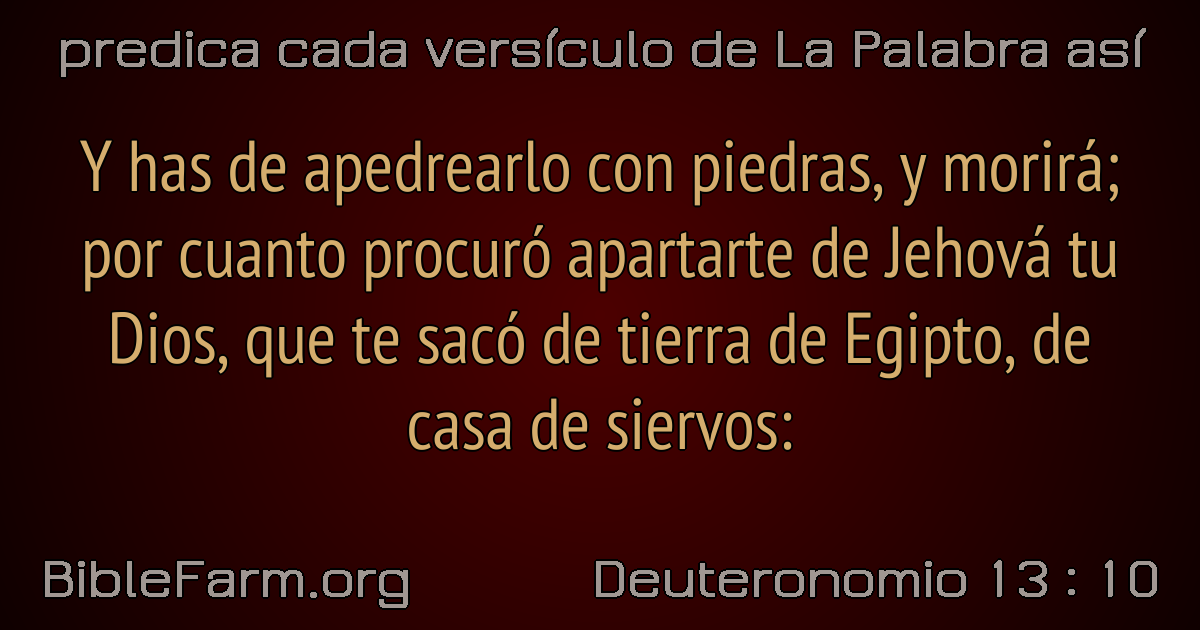 predica cada versículo de La Palabra así
Y has de apedrearlo con piedras, y morirá;
por cuanto procuró apartarte de Jehová tu
Dios, que te sacó de tierra de Egipto, de
casa de siervos:
BibleFarm.org
Deuteronomio 13 : 10